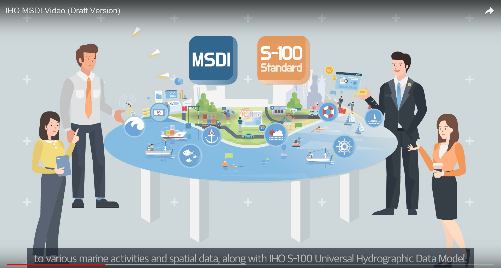 IHO MSDI Video (Draft Version)
MSDI
S-100
Standard
to various marine activities and spatial data, along with IHO S-100 Universal Hydrographic Data Model.